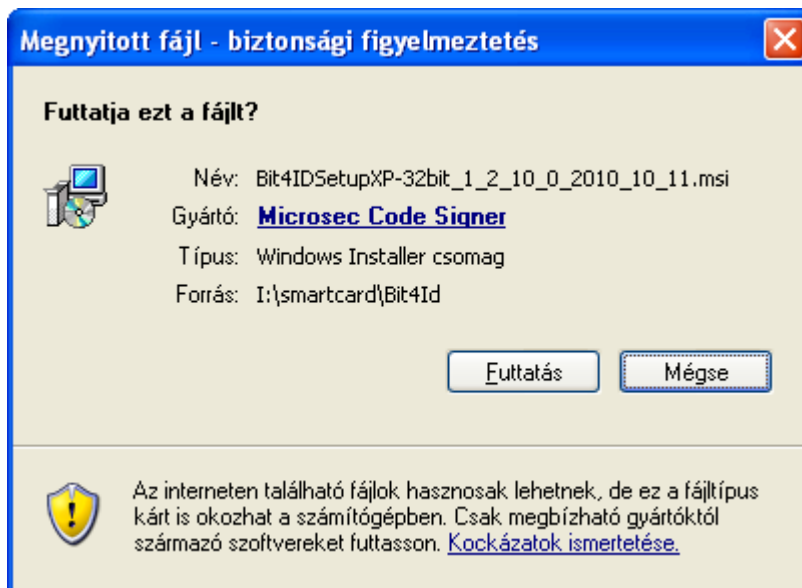 Megnyitott fájl - biztonsági figyelmeztetés
Futtatja ezt a fájlt?
Név: Bit4IDSetupXP-32bit_1_2_10_0_2010_10_11.msi
Gyártó: Microsec Code Signer
Típus: Windows Installer csomag
Forrás: I:\smartcard\Bit4Id
Futtatás Mégse
Az interneten található fájlok hasznosak lehetnek, de ez a fájltípus
kárt is okozhat a számítógépben. Csak megbízható gyártóktól
származó szoftvereket futtasson. Kockázatok ismertetése.